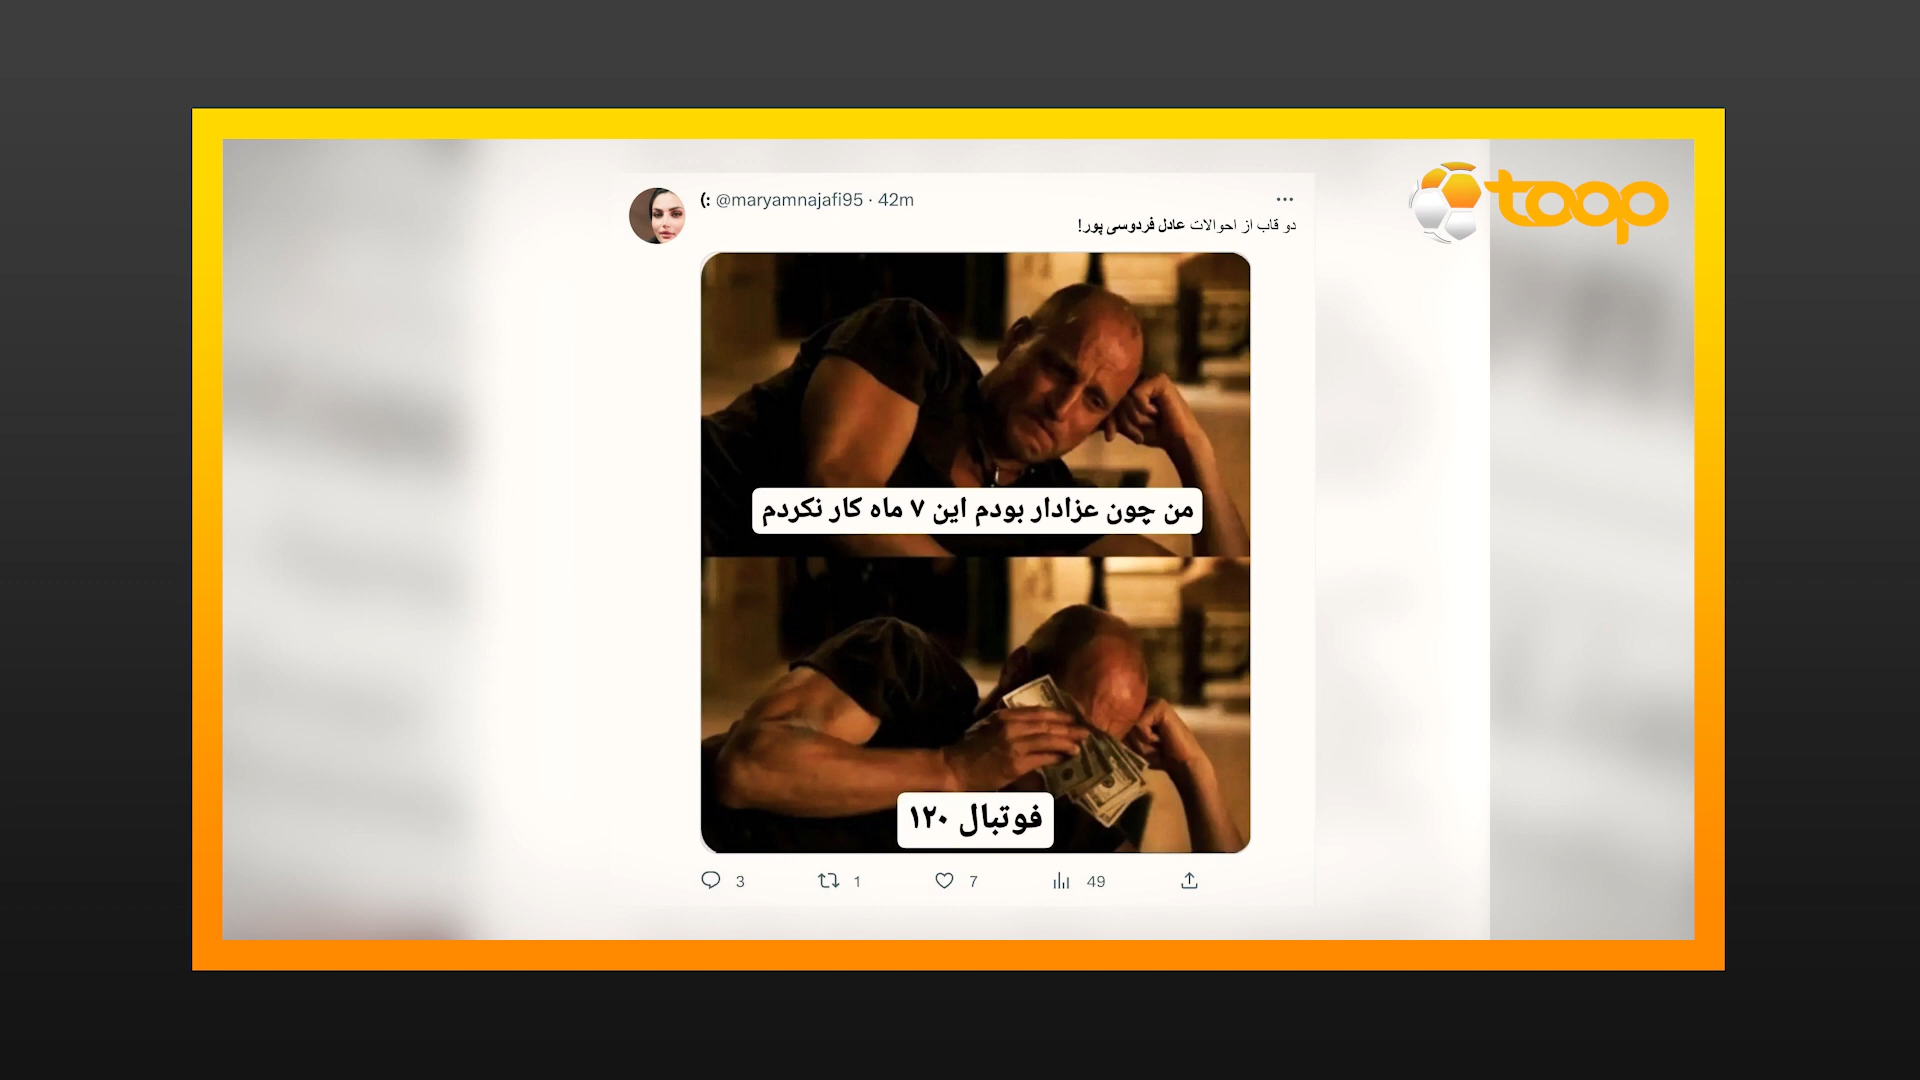 toop
(: @maryamnajafi95 · 42m
دو قاب از احوالات عادل فردوسی پور!
من چون عزادار بودم این ۷ ماه کار نکردم
فوتبال ۱۲۰
3 1 7 49